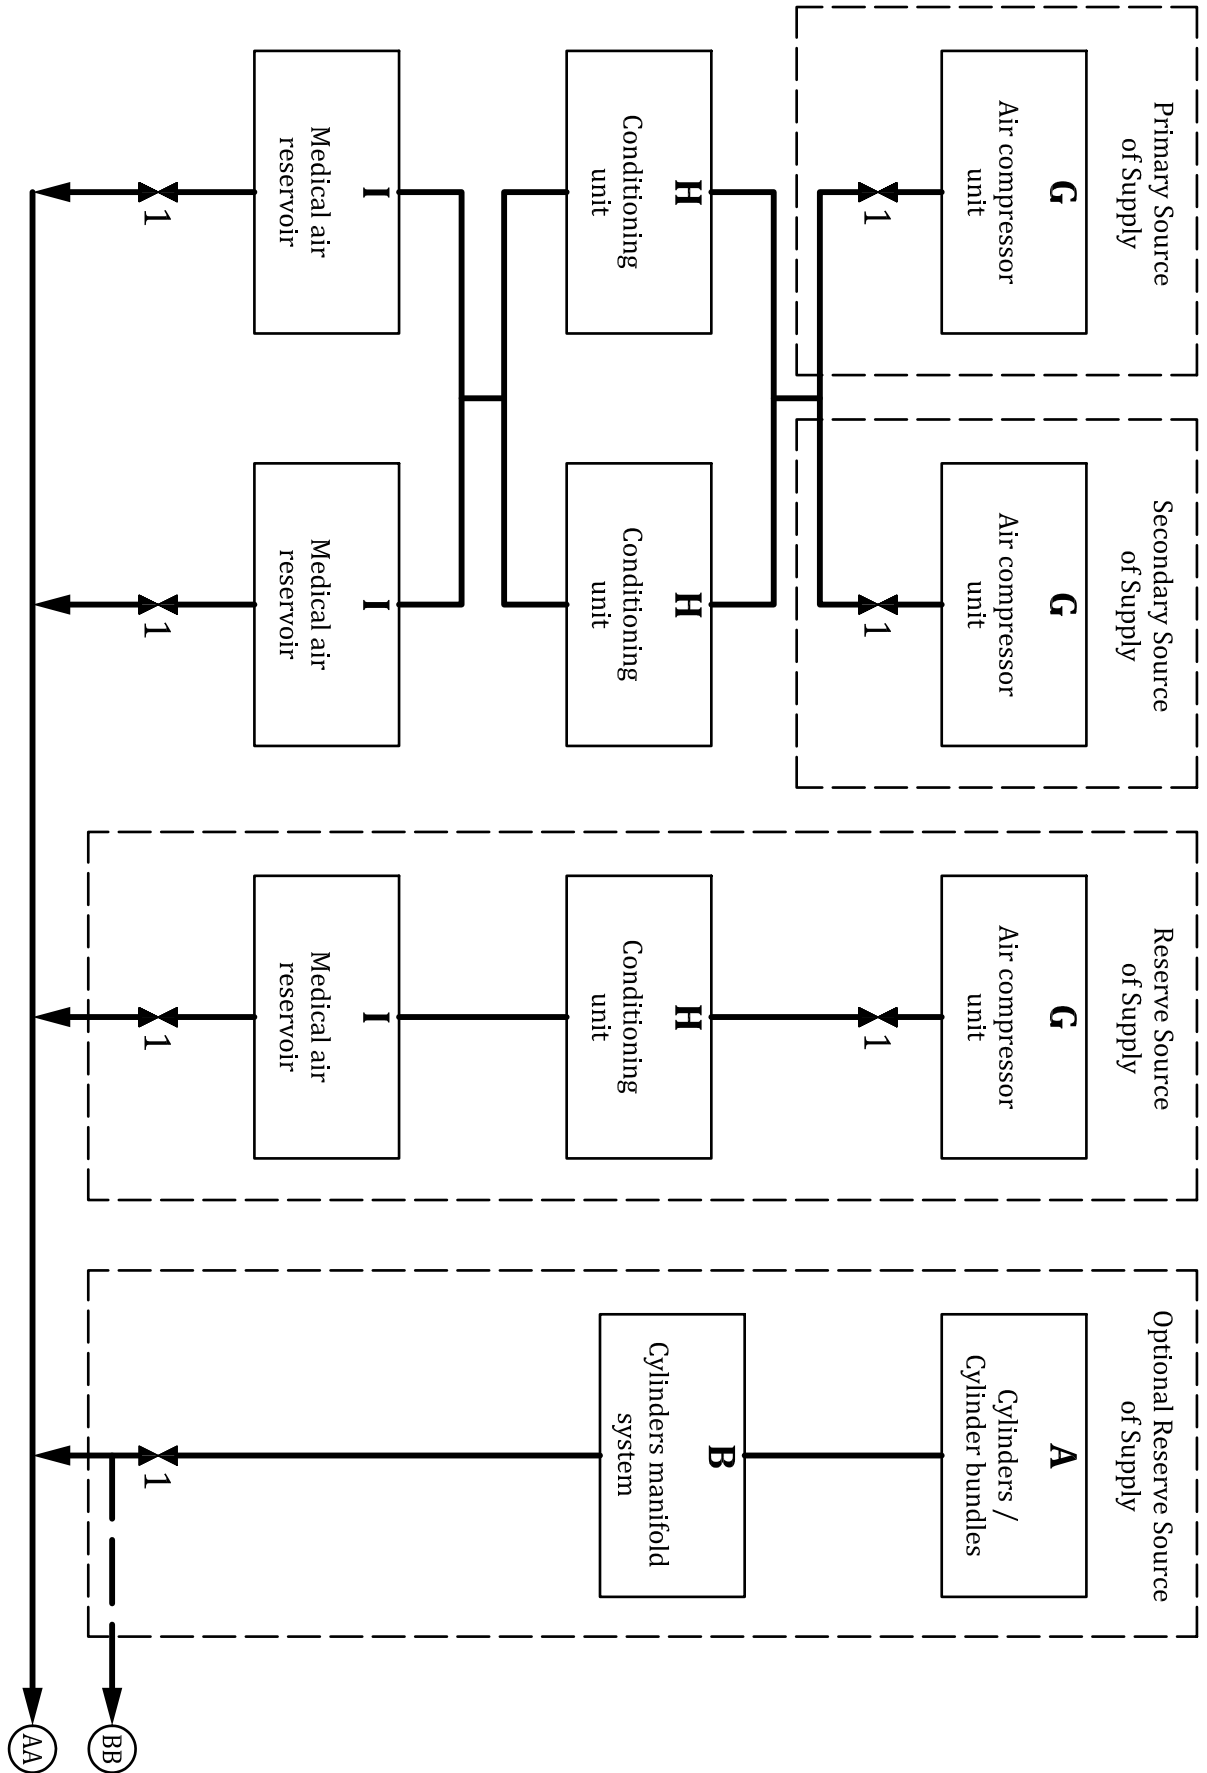 Primary Source
of Supply
G
Air compressor
unit
1
Secondary Source
of Supply
G
Air compressor
unit
1
H
Conditioning
unit
H
Conditioning
unit
I
Medical air
reservoir
1
I
Medical air
reservoir
1
Reserve Source
of Supply
G
Air compressor
unit
1
H
Conditioning
unit
I
Medical air
reservoir
1
Optional Reserve Source
of Supply
A
Cylinders /
Cylinder bundles
B
Cylinders manifold
system
1
BB
AA